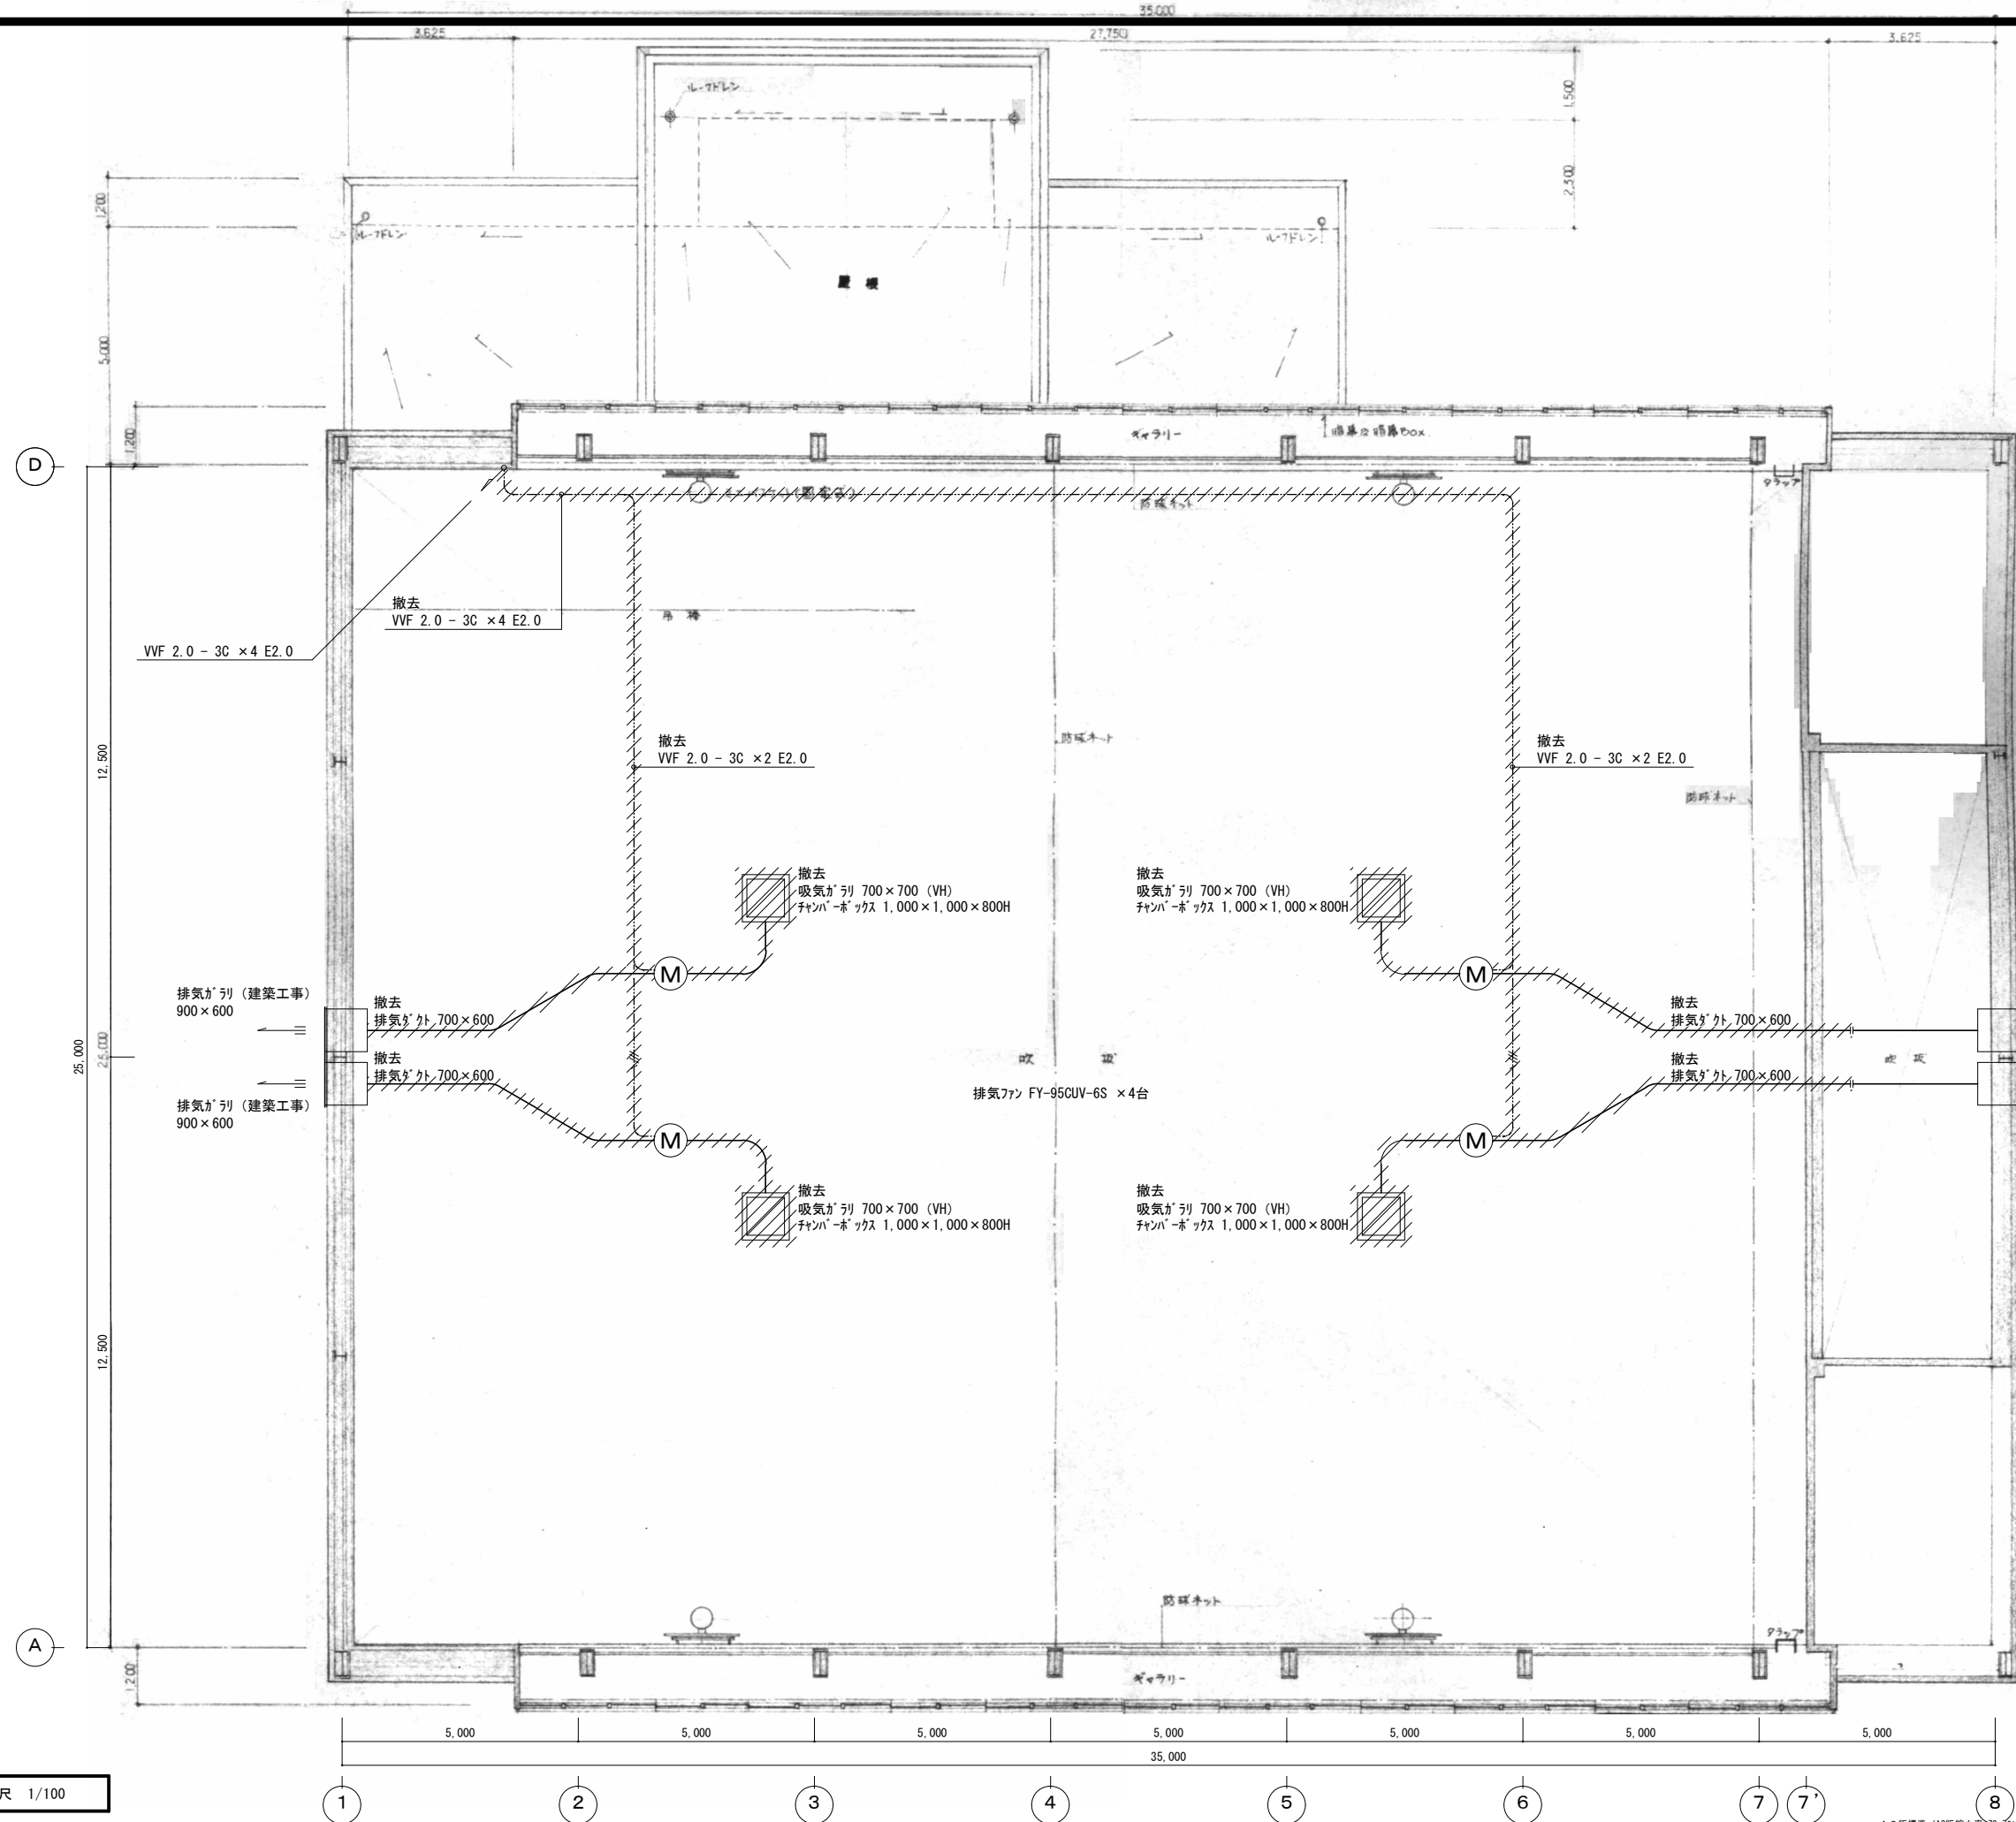 35.000
3,625
27,750
3,625
1,500
2,300
ルーフドレン
1,200
ルーフドレン
ルーフドレン
屋 根
5,000
1,200
ギャラリー
暗幕及暗幕BOX
D
タラップ
防球ネット
撤去
VVF 2.0 - 3C ×4 E2.0
VVF 2.0 - 3C ×4 E2.0
12,500
撤去
VVF 2.0 - 3C ×2 E2.0
防球ネット
撤去
VVF 2.0 - 3C ×2 E2.0
防球ネット
撤去
吸気ガラリ 700×700 (VH)
チャンバーボックス 1,000×1,000×800H
撤去
吸気ガラリ 700×700 (VH)
チャンバーボックス 1,000×1,000×800H
M
M
排気ガラリ (建築工事)
900×600
撤去
排気ダクト 700×600
撤去
排気ダクト 700×600
25,000
25,000
撤去
排気ダクト 700×600
撤去
排気ダクト 700×600
吹 抜
吹 抜
排気ファン FY-95CUV-6S ×4台
排気ガラリ (建築工事)
900×600
M
M
撤去
吸気ガラリ 700×700 (VH)
チャンバーボックス 1,000×1,000×800H
撤去
吸気ガラリ 700×700 (VH)
チャンバーボックス 1,000×1,000×800H
12,500
防球ネット
A
タラップ
1,200
ギャラリー
5,000
5,000
5,000
5,000
5,000
5,000
5,000
35,000
尺 1/100
1
2
3
4
5
6
7
7'
8